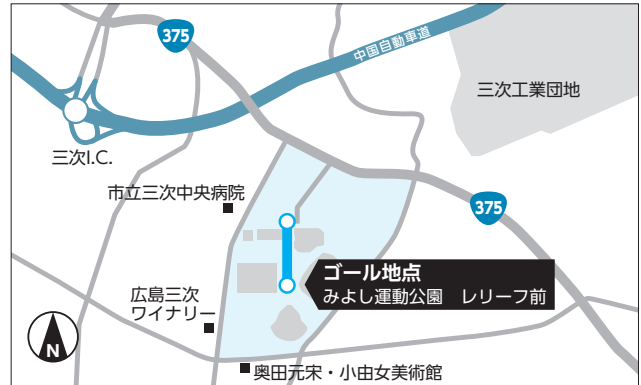 375
中国自動車道
三次工業団地
三次I.C.
市立三次中央病院
375
ゴール地点
みよし運動公園　レリーフ前
広島三次
ワイナリー
N
奥田元宋・小由女美術館